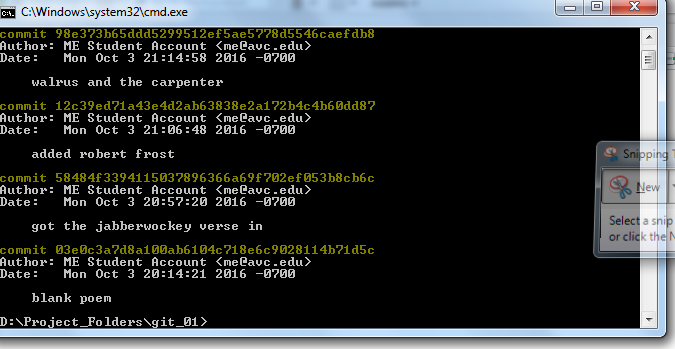 C:\Windows\system32\cmd.exe
commit 98e373b65ddd5299512ef5ae5778d5546caefdb8
Author: ME Student Account <me@avc.edu>
Date:   Mon Oct 3 21:14:58 2016 -0700
walrus and the carpenter
commit 12c39ed71a43e4d2ab63838e2a172b4c4b60dd87
Author: ME Student Account <me@avc.edu>
Date:   Mon Oct 3 21:06:48 2016 -0700
added robert frost
commit 58484f3394115037896366a69f702ef053b8cb6c
Author: ME Student Account <me@avc.edu>
Date:   Mon Oct 3 20:57:20 2016 -0700
got the jabberwockey verse in
commit 03e0c3a7d8a100ab6104c718e6c9028114b71d5c
Author: ME Student Account <me@avc.edu>
Date:   Mon Oct 3 20:14:21 2016 -0700
blank poem
D:\Project_Folders\git_01>
Snipping
New
Select a snip
or click the